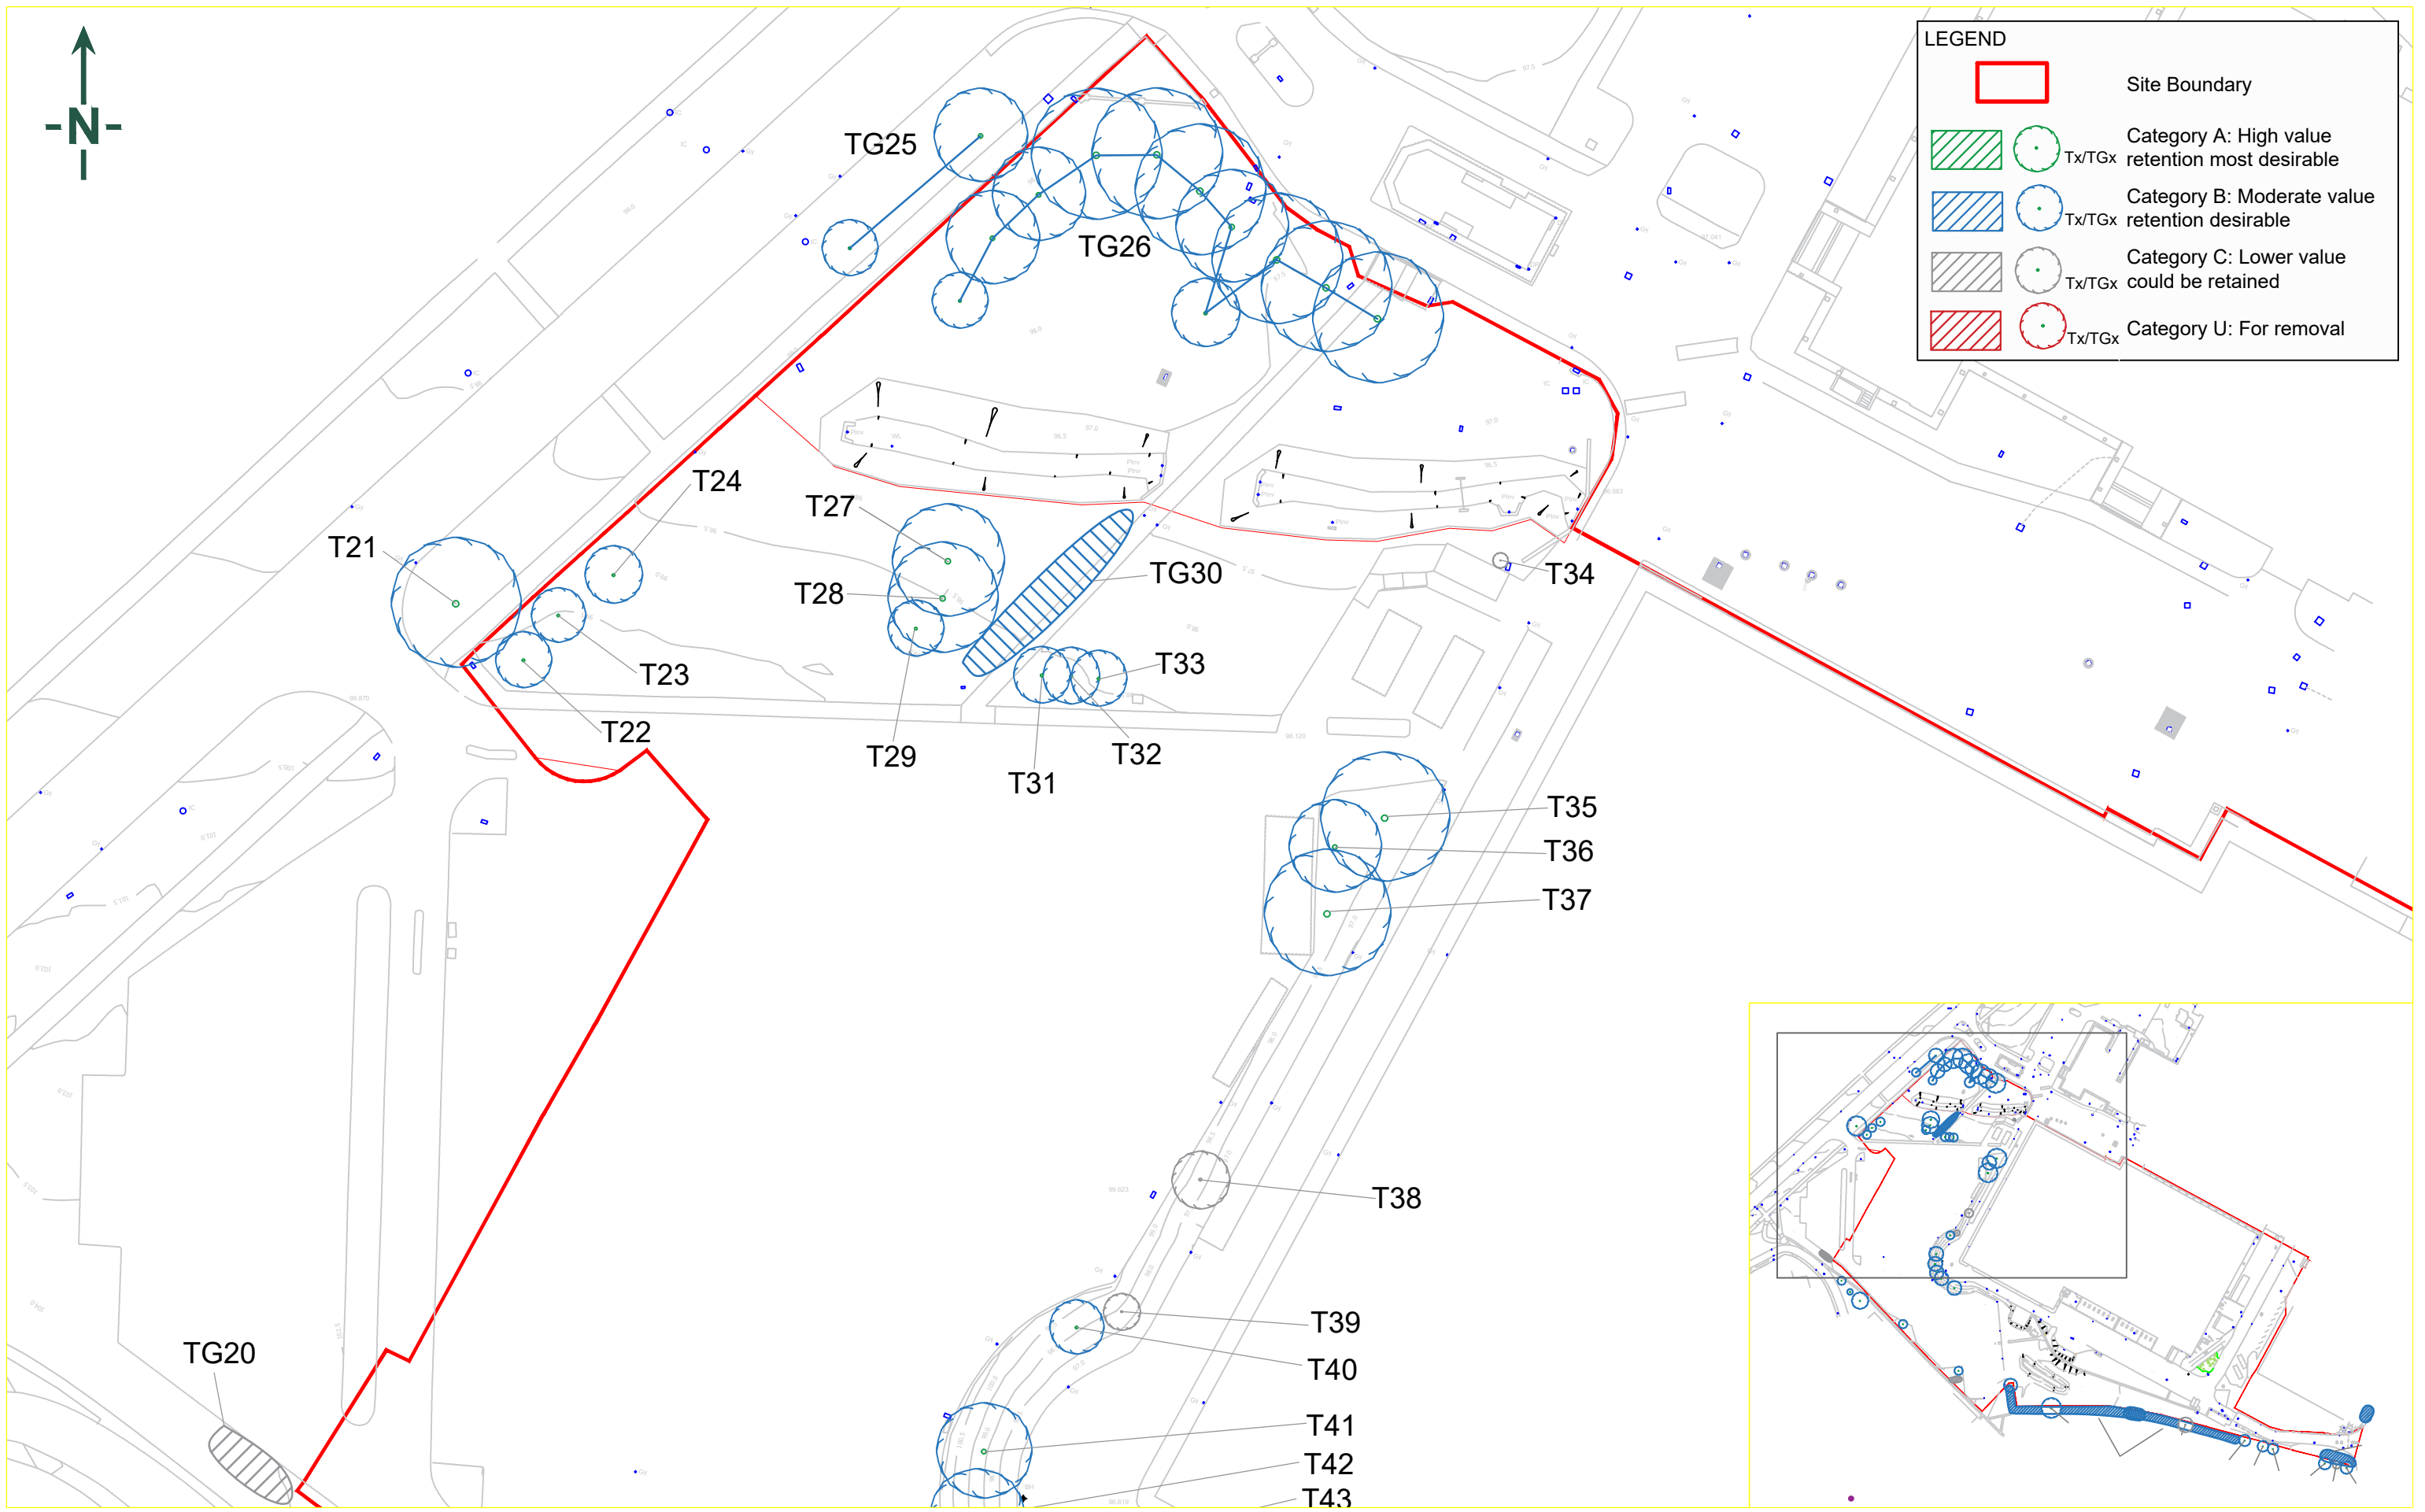 -N-
LEGEND
Site Boundary
Tx/TGx
Category A: High value
retention most desirable
Tx/TGx
Category B: Moderate value
retention desirable
Tx/TGx
Category C: Lower value
could be retained
Tx/TGx
Category U: For removal
TG25
TG26
T24
T27
T21
TG30
T28
T34
T23
T33
T22
T29
T32
T31
T35
T36
T37
T38
T39
TG20
T40
T41
T42
T43